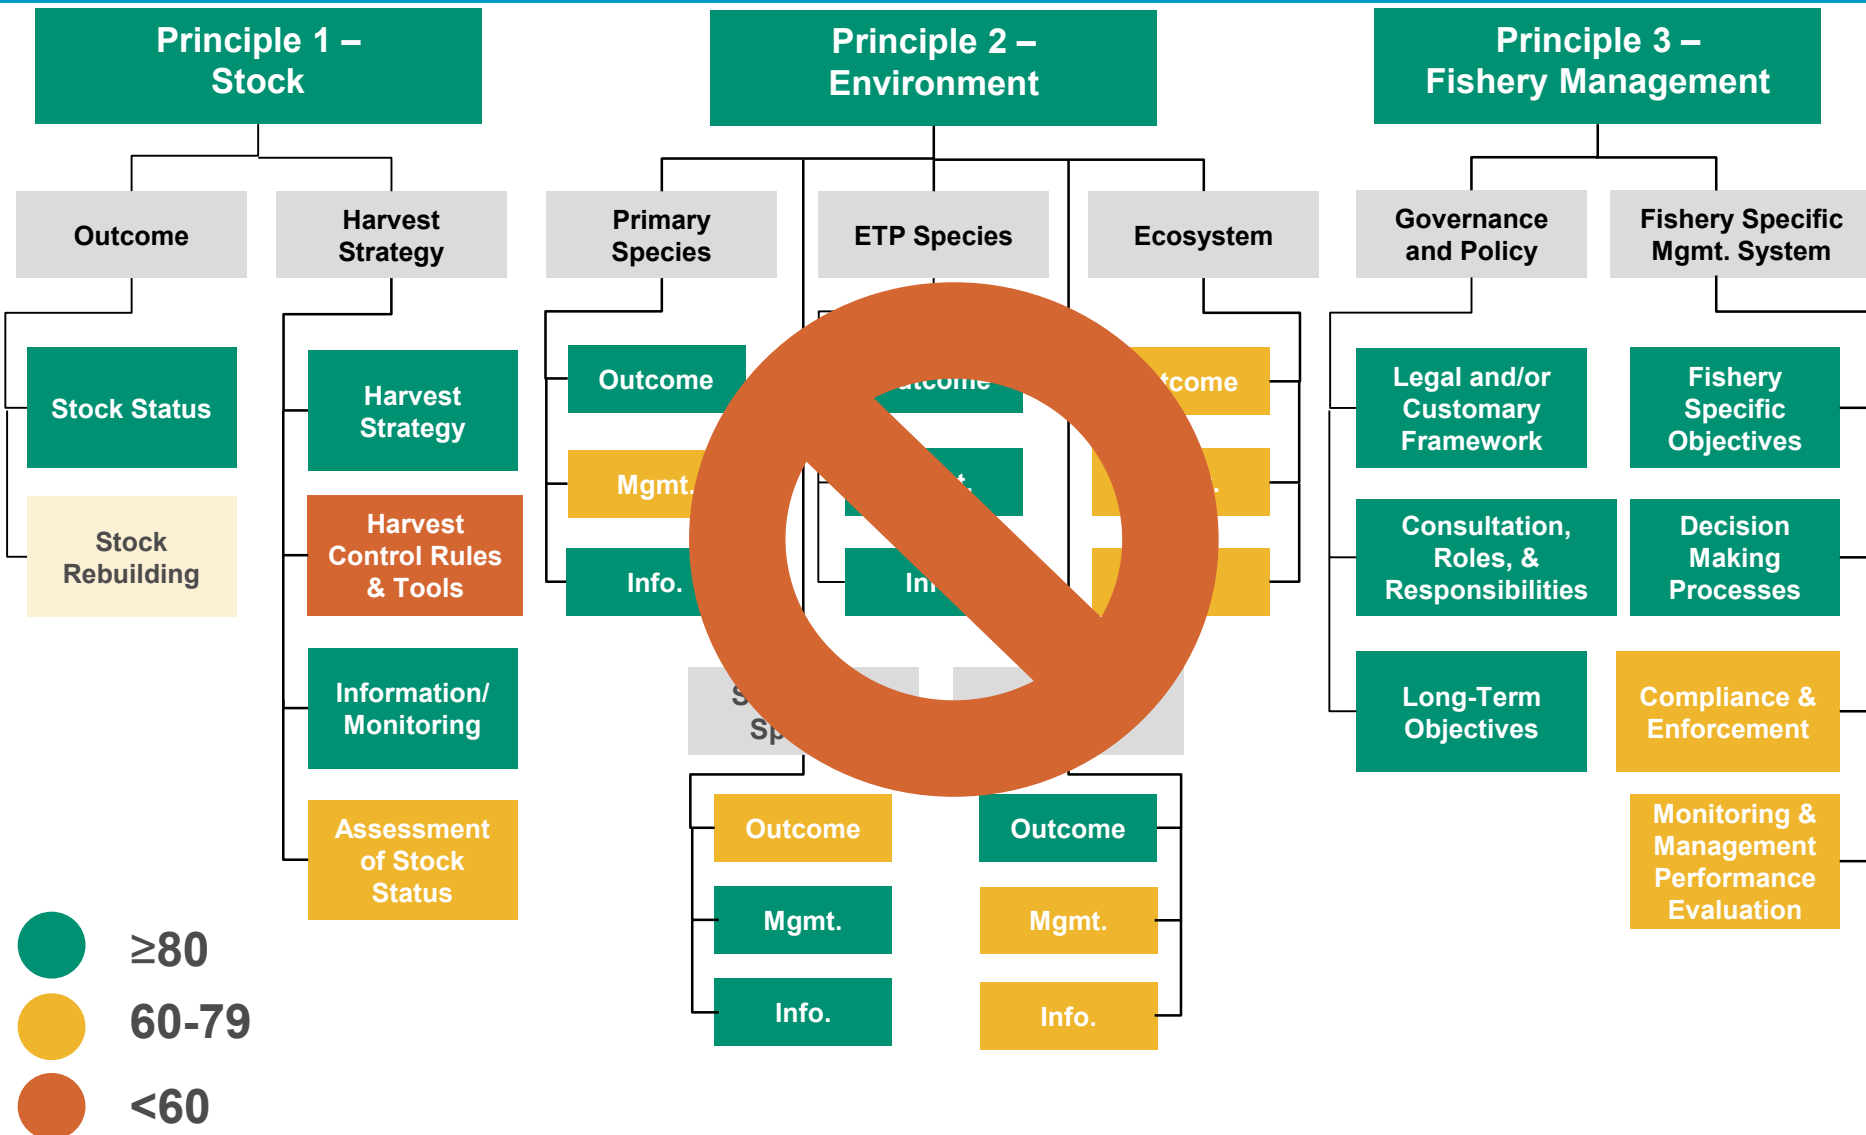 Principle 1 –
Stock
Principle 2 –
Environment
Principle 3 –
Fishery Management
Outcome
Harvest
Strategy
Primary
Species
ETP Species
Ecosystem
Governance
and Policy
Fishery Specific
Mgmt. System
Stock Status
Stock
Rebuilding
Harvest
Strategy
Harvest
Control Rules
& Tools
Information/
Monitoring
Assessment
of Stock
Status
Outcome
Mgmt.
Info.
Outcome
Mgmt.
Info.
Outcome
Mgmt.
Info.
Legal and/or
Customary
Framework
Consultation,
Roles, &
Responsibilities
Long-Term
Objectives
Fishery
Specific
Objectives
Decision
Making
Processes
Compliance &
Enforcement
Monitoring &
Management
Performance
Evaluation
≥80
60-79
<60